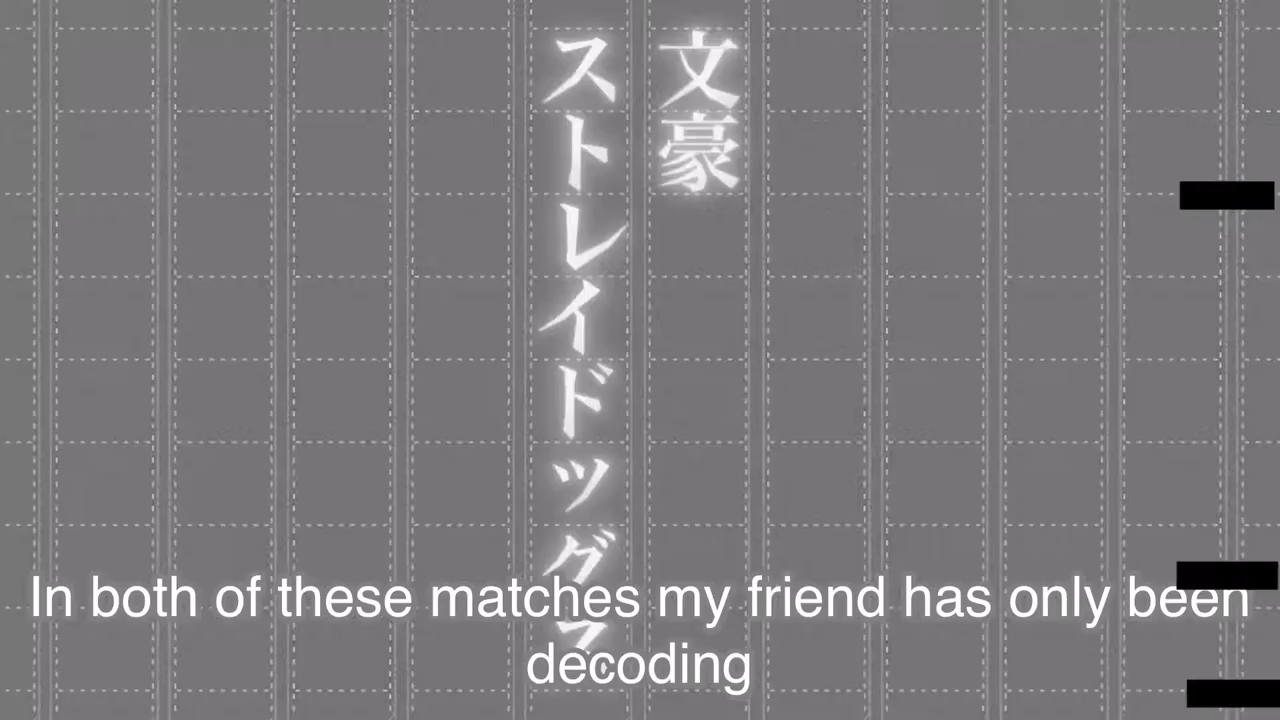 文豪
ストレイドッグス
In both of these matches my friend has only been
decoding